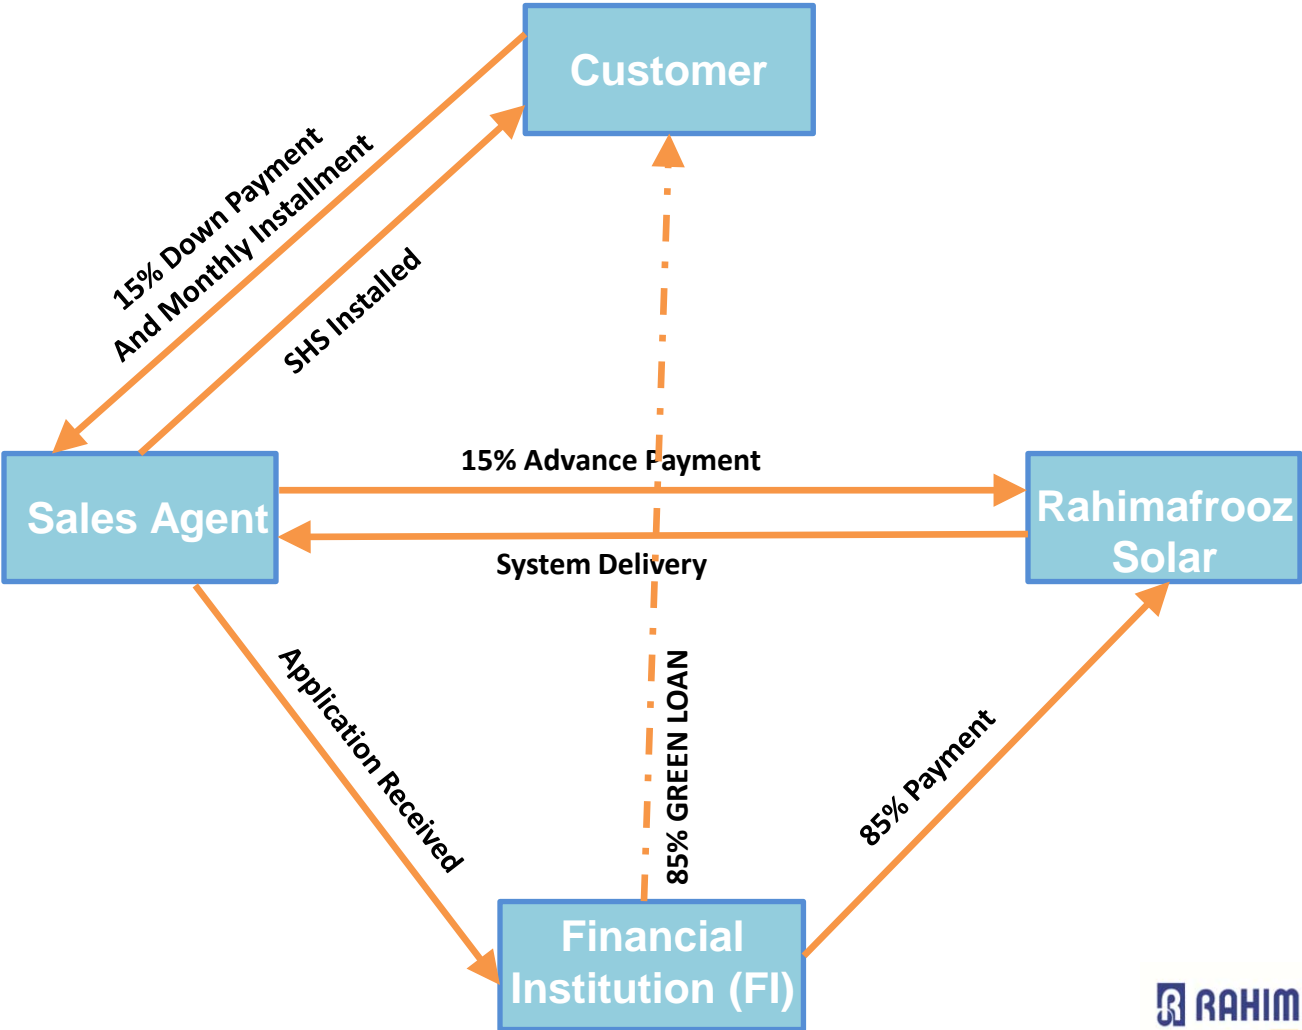 Customer
15% Down Payment
And Monthly Installment
SHS Installed
15% Advance Payment
Sales Agent
Rahimafrooz
Solar
System Delivery
Application Received
85% GREEN LOAN
85% Payment
Financial
Institution (FI)
RAHIM